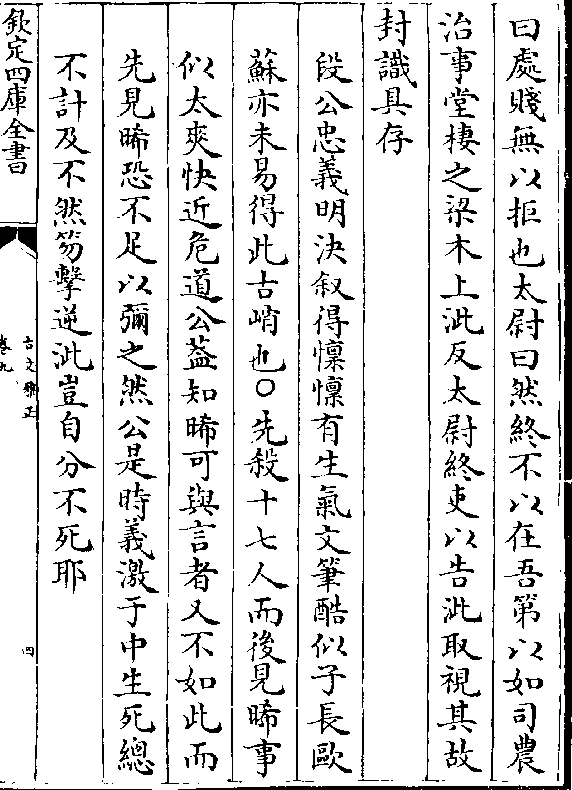 曰處賤無以拒也太尉曰然終不以在吾第以如司農
治事堂棲之梁木上泚反太尉終吏以告泚取視其故
封識具存
段公忠義明決叙得懍懍有生氣文筆酷似子長歐
蘇亦未易得此古峭也○先殺十七人而後見晞事
似太爽快近危道公葢知晞可與言者又不如此而
先見晞恐不足以彌之然公是時義激于中生死總
不計及不然笏擊逆泚豈自分不死耶
欽定四庫全書
古文雅正
卷九
四